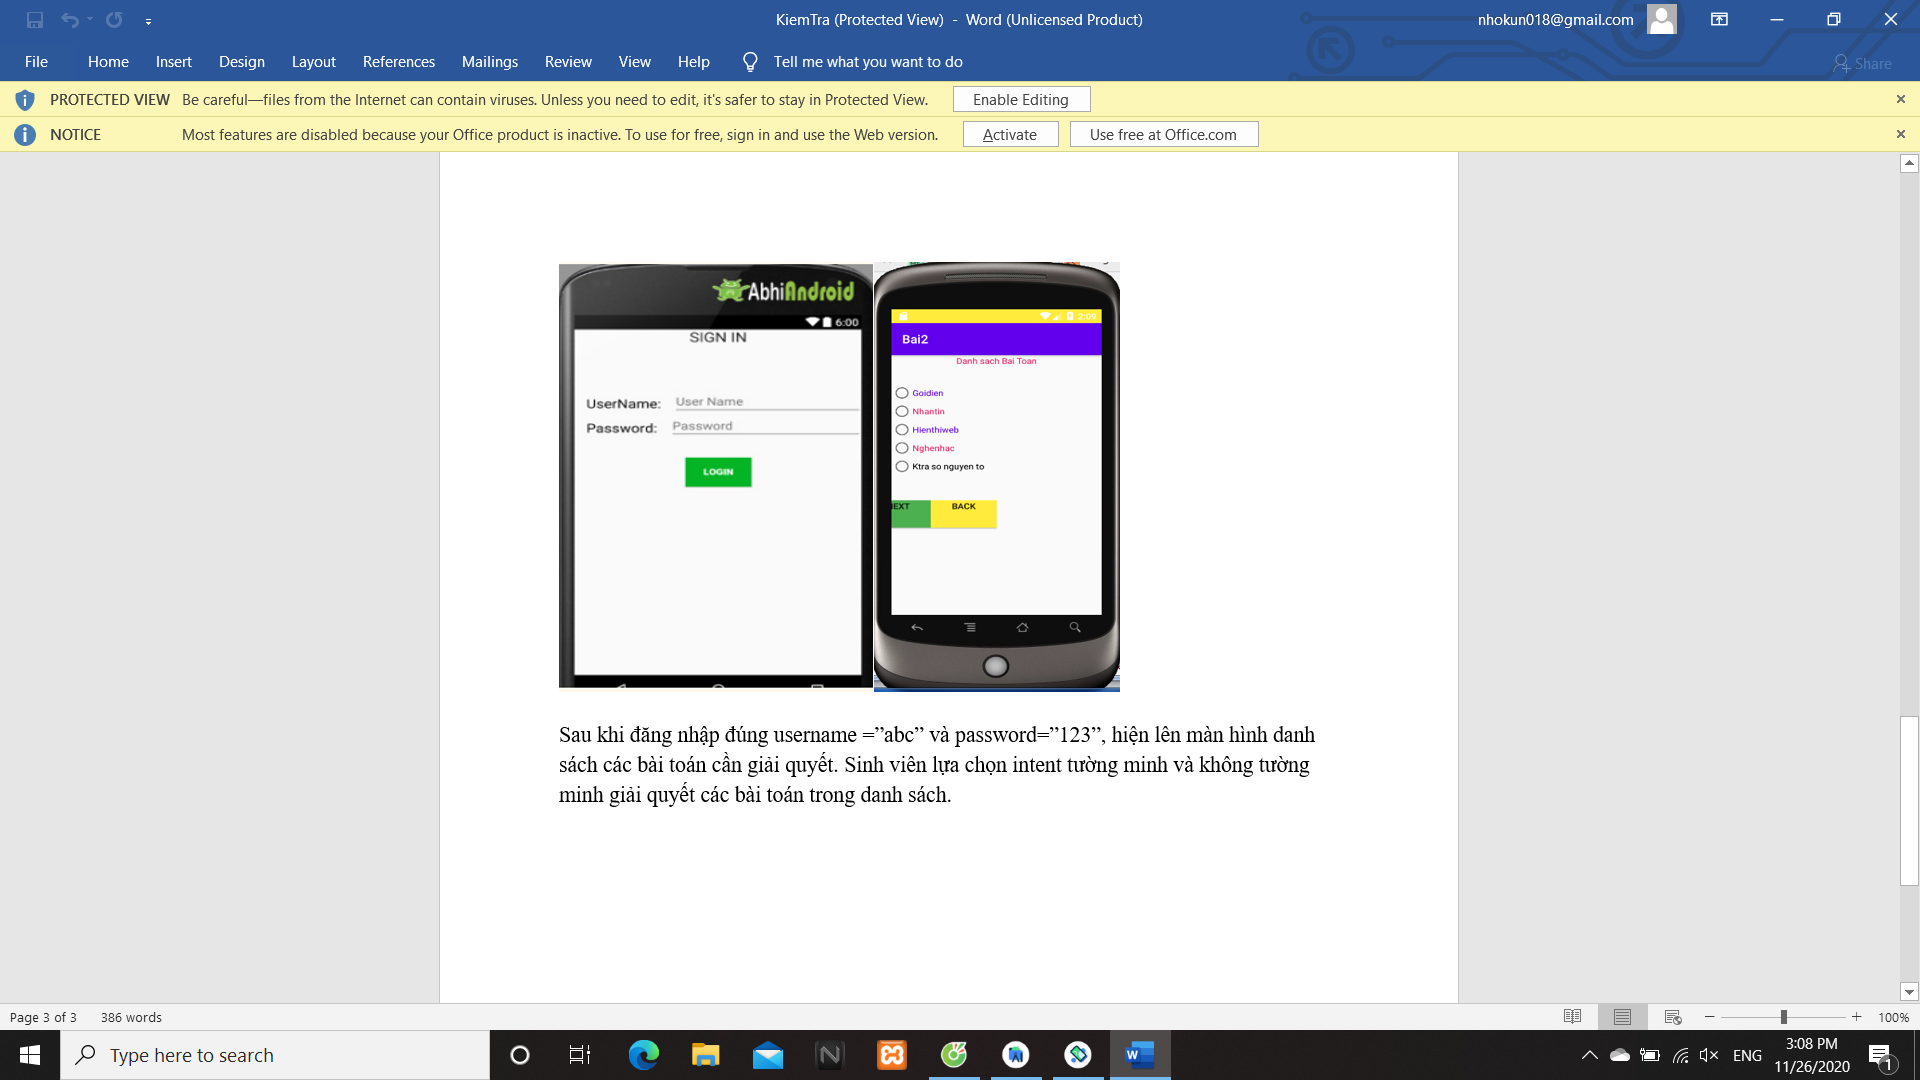 KiemTra (Protected View) - Word (Unlicensed Product)
nhokun018@gmail.com
File Home Insert Design Layout References Mailings Review View Help Tell me what you want to do
Share
PROTECTED VIEW Be careful—files from the Internet can contain viruses. Unless you need to edit, it's safer to stay in Protected View. Enable Editing
NOTICE Most features are disabled because your Office product is inactive. To use for free, sign in and use the Web version. Activate Use free at Office.com
AbhiAndroid
6:00
SIGN IN
UserName: User Name
Password: Password
LOGIN
2:09
Bai2
Danh sach Bai Toan
Goidien
Nhantin
Hienthiweb
Nghenhac
Ktra so nguyen to
EXT BACK
Sau khi đăng nhập đúng username =”abc” và password=”123”, hiện lên màn hình danh
sách các bài toán cần giải quyết. Sinh viên lựa chọn intent tường minh và không tường
minh giải quyết các bài toán trong danh sách.
Page 3 of 3 386 words
100%
Type here to search
ENG
3:08 PM
11/26/2020
1